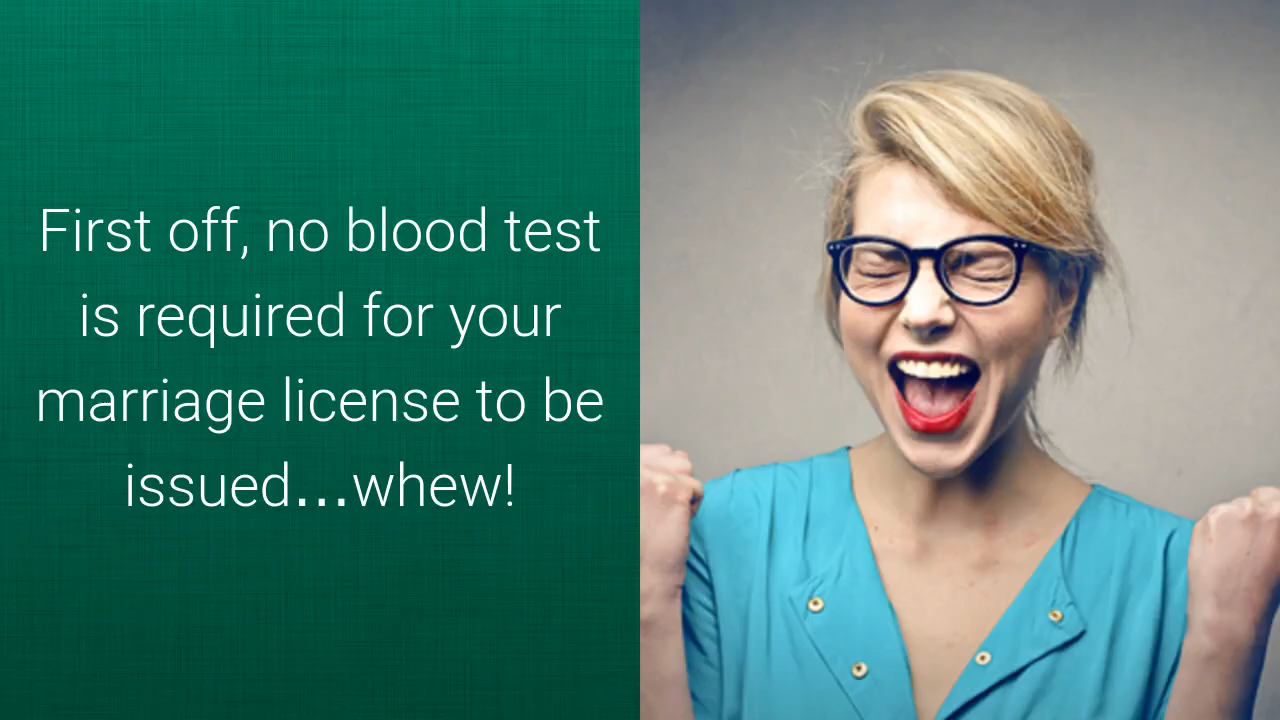 First off, no blood test
is required for your
marriage license to be
issued...whew!